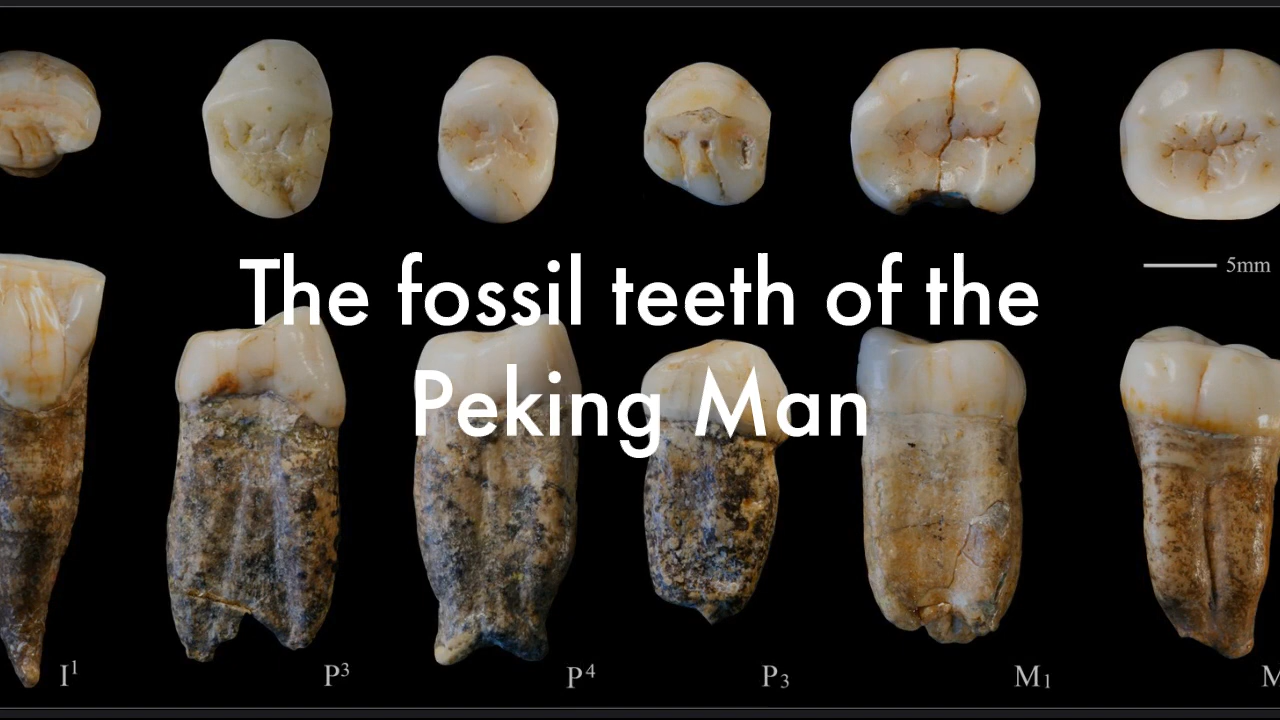 5mm
The fossil teeth of the
Peking Man
I¹ P³ P⁴ P₃ M₁ M